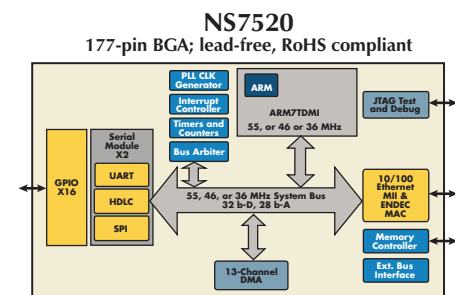 NS7520
177-pin BGA; lead-free, RoHS compliant
PLL CLK
Generator
Interrupt
Controller
Timers and
Counters
Bus Arbiter
ARM
ARM7TDMI
55, or 46 or 36 MHz
JTAG Test
and Debug
GPIO
X16
Serial
Module
X2
UART
HDLC
SPI
55, 46, or 36 MHz System Bus
32 b-D, 28 b-A
10/100
Ethernet
MII &
ENDEC
MAC
Memory
Controller
Ext. Bus
Interface
13-Channel
DMA